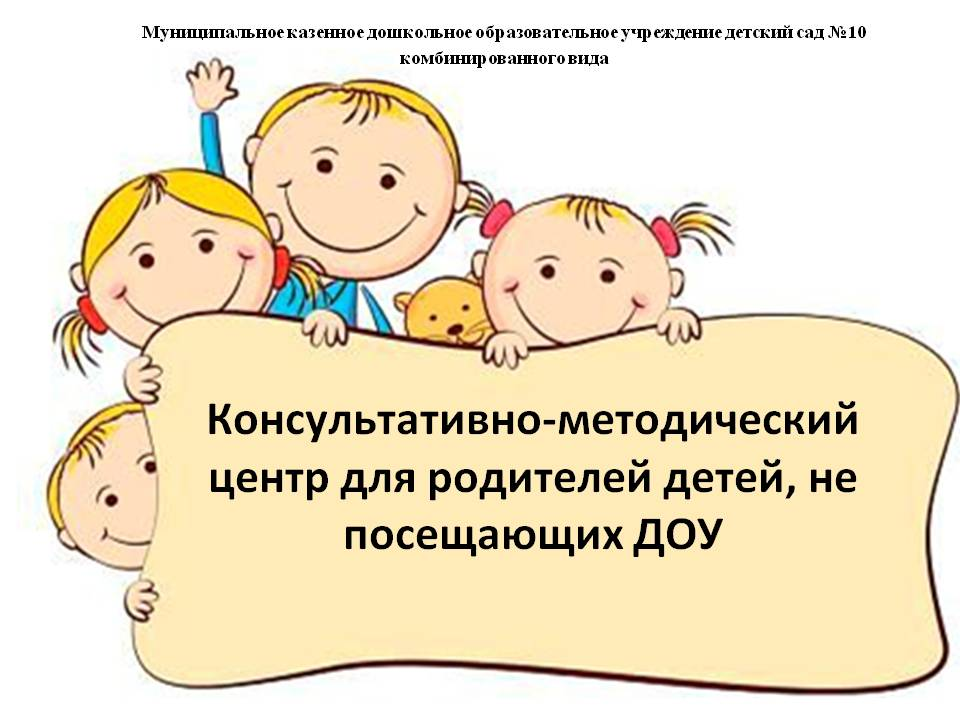 Муниципальное казенное дошкольное образовательное учреждение детский сад №10
комбинированного вида
Консультативно-методический
центр для родителей детей, не
посещающих ДОУ